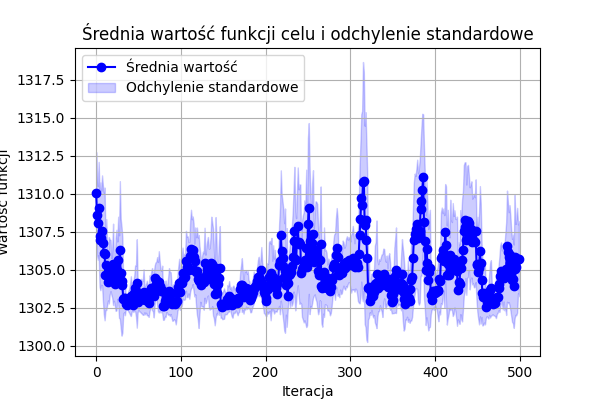 Średnia wartość funkcji celu i odchylenie standardowe
Średnia wartość
Odchylenie standardowe
1317.5
1315.0
1312.5
1310.0
1307.5
1305.0
1302.5
1300.0
funkcji
0
100
200
300
400
500
Iteracja